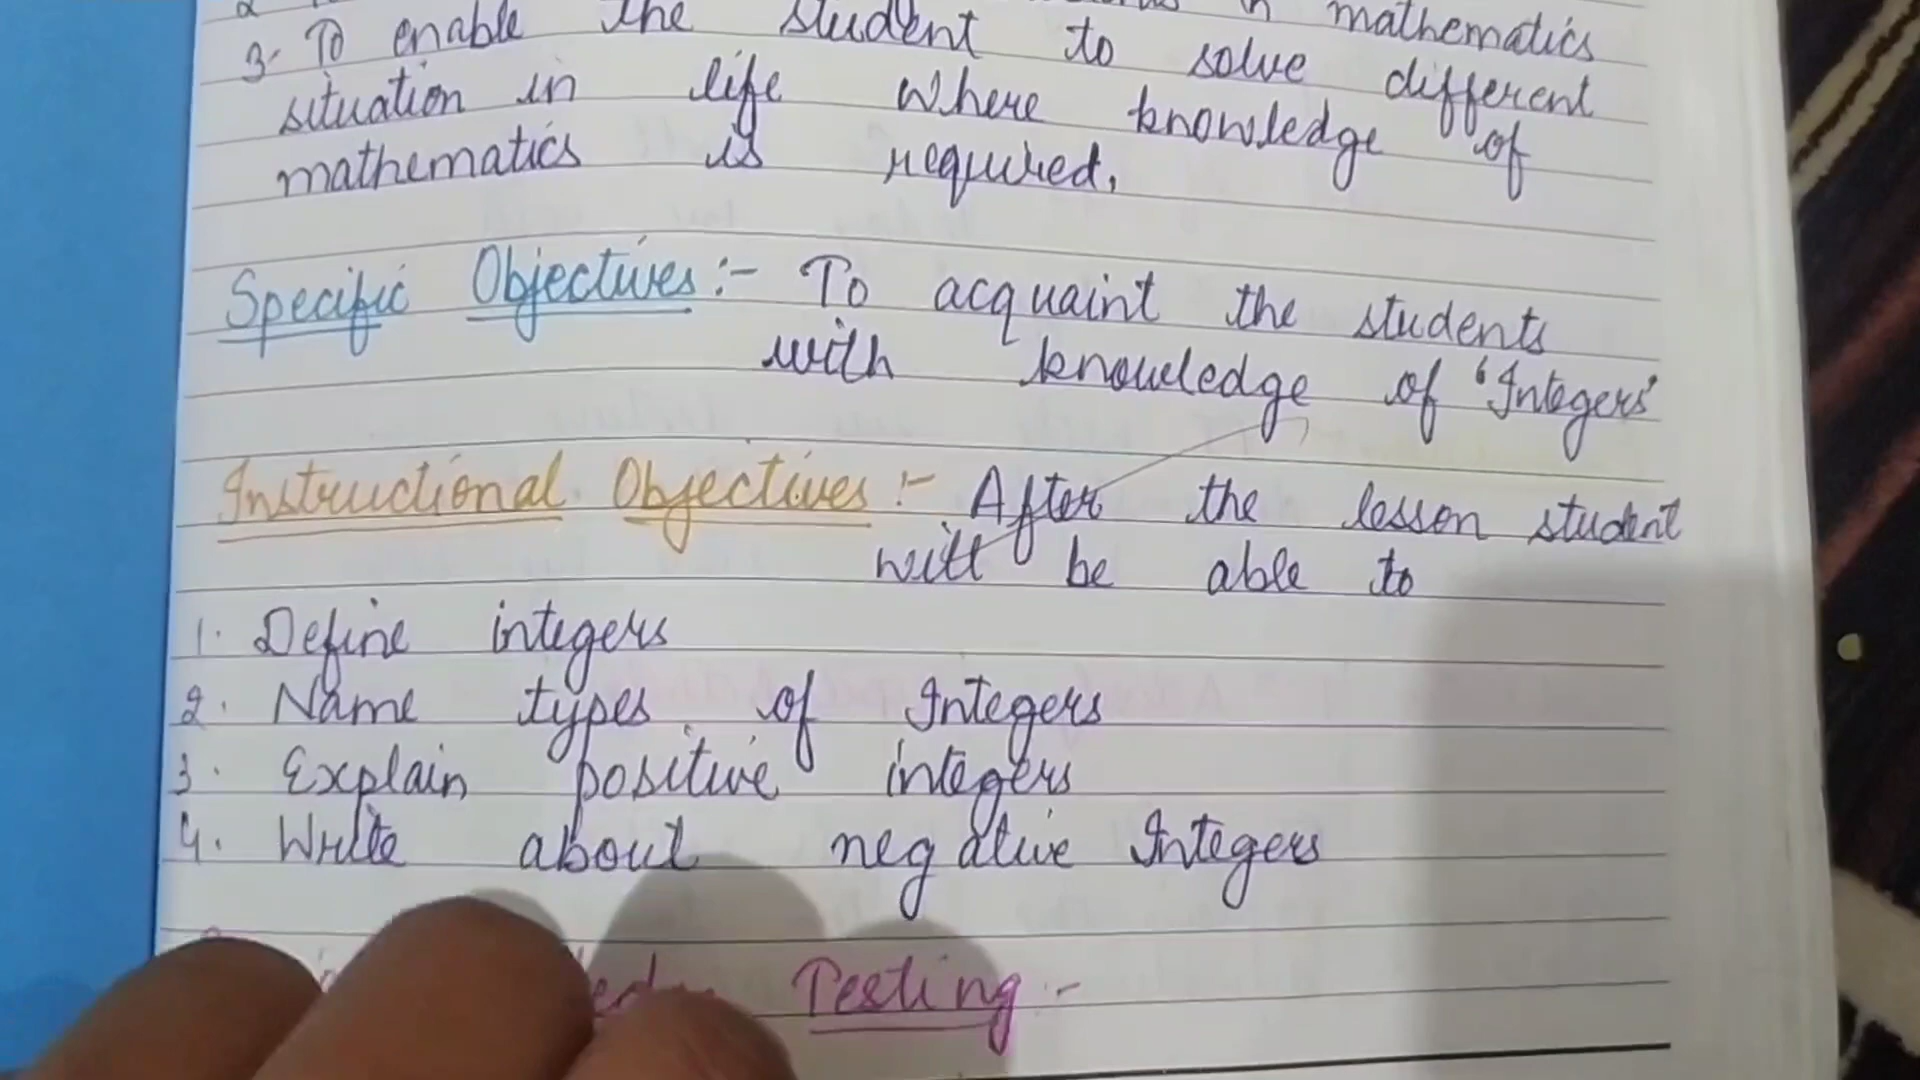 2
in mathematics
3. To enable the student to solve different
situation in life where knowledge of
mathematics is required.
Specific Objectives :- To acquaint the students
with knowledge of 'Integers'
Instructional Objectives :- After the lesson student
will be able to
1. Define integers
2. Name types of Integers
3. Explain positive integers
4. Write about negative Integers
Testing :-